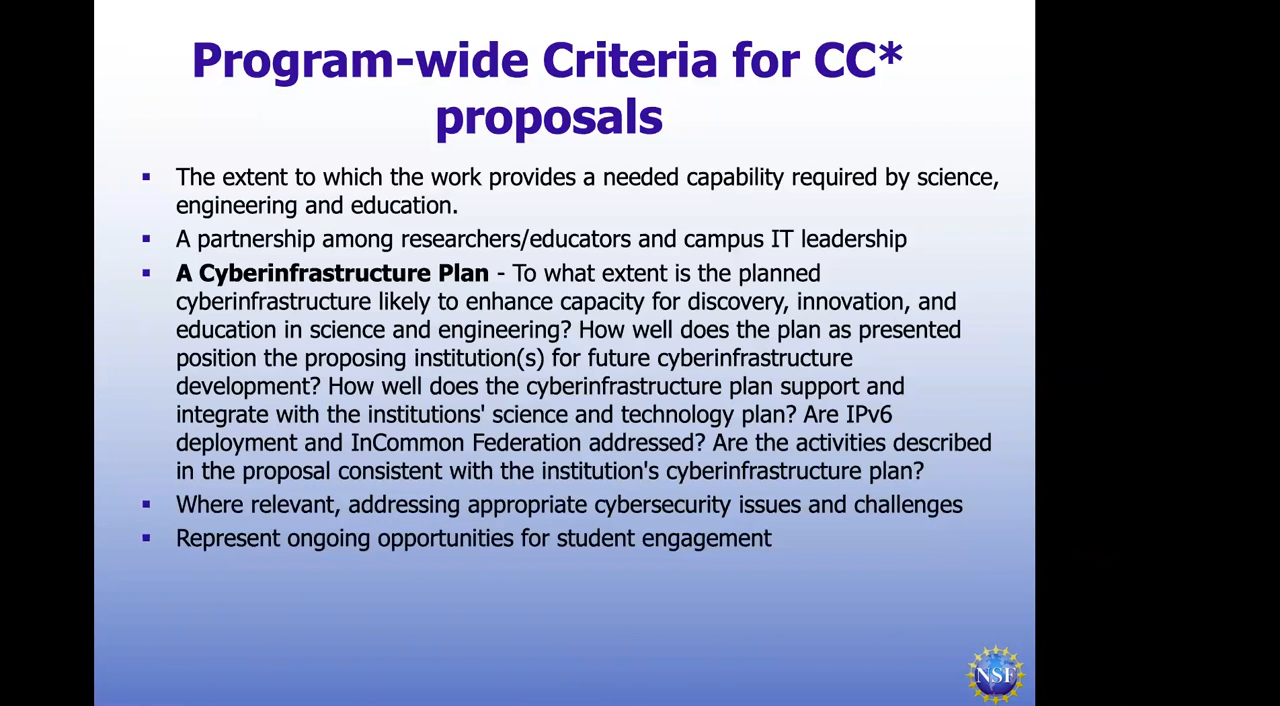 Program-wide Criteria for CC*
proposals
▪ The extent to which the work provides a needed capability required by science,
engineering and education.
▪ A partnership among researchers/educators and campus IT leadership
▪ A Cyberinfrastructure Plan - To what extent is the planned
cyberinfrastructure likely to enhance capacity for discovery, innovation, and
education in science and engineering? How well does the plan as presented
position the proposing institution(s) for future cyberinfrastructure
development? How well does the cyberinfrastructure plan support and
integrate with the institutions' science and technology plan? Are IPv6
deployment and InCommon Federation addressed? Are the activities described
in the proposal consistent with the institution's cyberinfrastructure plan?
▪ Where relevant, addressing appropriate cybersecurity issues and challenges
▪ Represent ongoing opportunities for student engagement
NSF